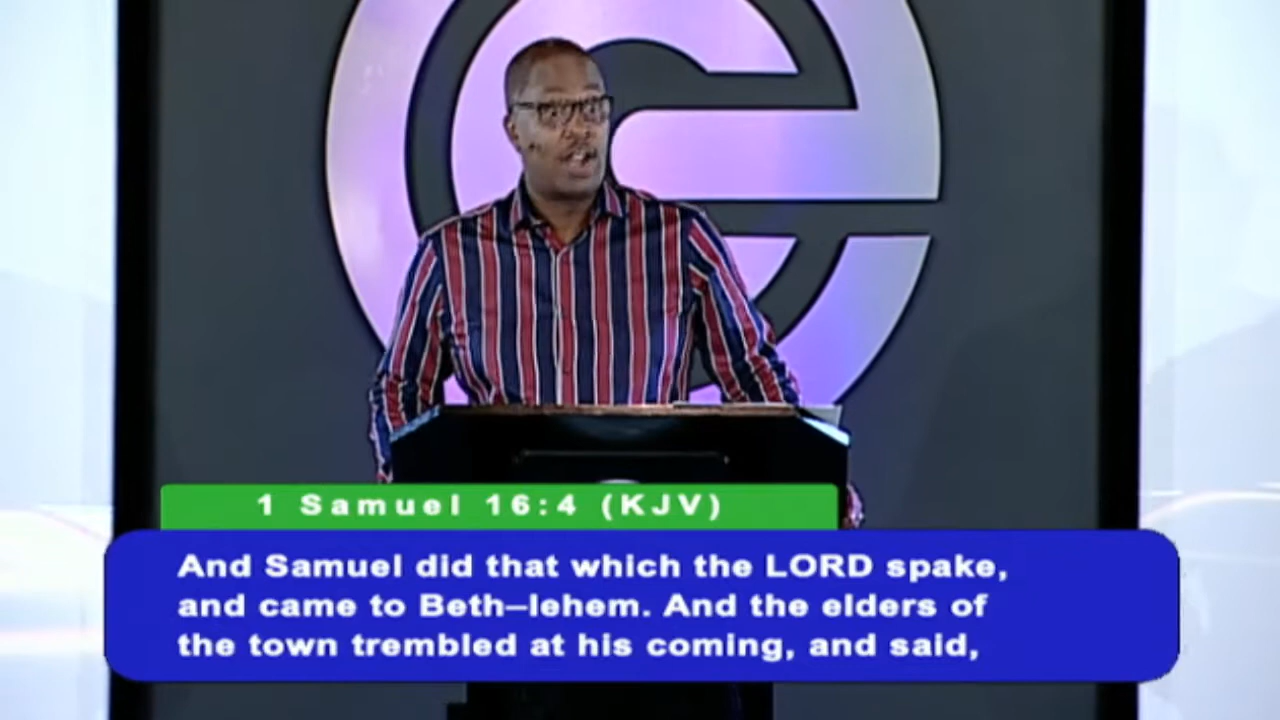 e
1 Samuel 16:4 (KJV)
And Samuel did that which the LORD spake,
and came to Beth–lehem. And the elders of
the town trembled at his coming, and said,